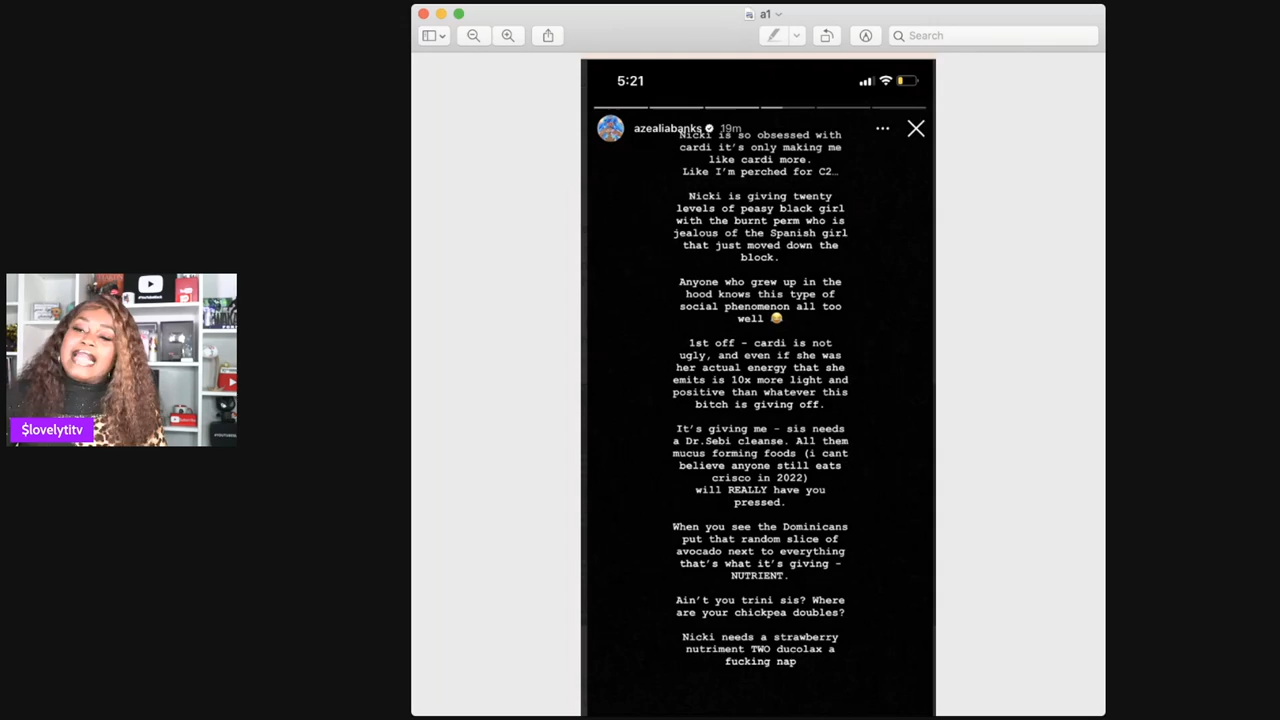 a1
Search
5:21
azealiabanks 19m
Nicki is so obsessed with
cardi it's only making me
like cardi more.
Like I'm perched for C2…
Nicki is giving twenty
levels of peasy black girl
with the burnt perm who is
jealous of the Spanish girl
that just moved down the
block.
Anyone who grew up in the
hood knows this type of
social phenomenon all too
well 😂
1st off - cardi is not
ugly, and even if she was
her actual energy that she
emits is 10x more light and
positive than whatever this
bitch is giving off.
It's giving me - sis needs
a Dr.Sebi cleanse. All them
mucus forming foods (i cant
believe anyone still eats
crisco in 2022)
will REALLY have you
pressed.
When you see the Dominicans
put that random slice of
avocado next to everything
that's what it's giving -
NUTRIENT.
Ain't you trini sis? Where
are your chickpea doubles?
Nicki needs a strawberry
nutriment TWO ducolax a
fucking nap
$lovelytitv